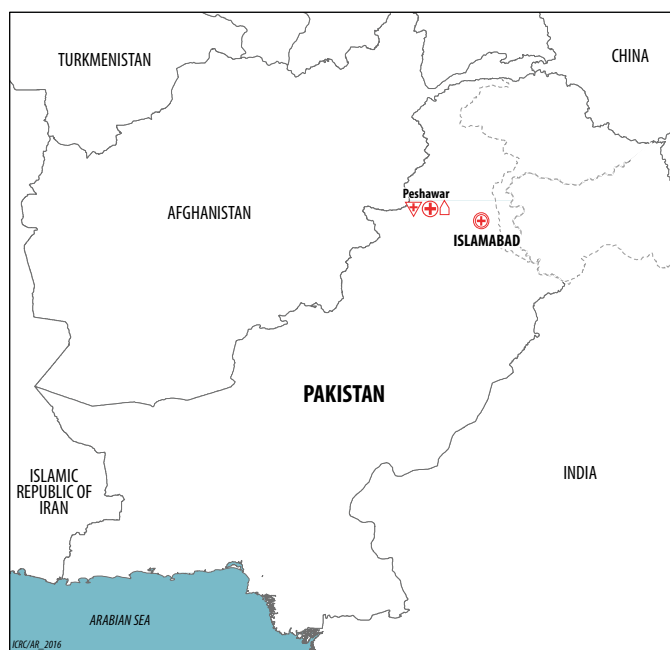 TURKMENISTAN
CHINA
Peshawar
AFGHANISTAN
ISLAMABAD
PAKISTAN
ISLAMIC
REPUBLIC OF
IRAN
INDIA
ARABIAN SEA
ICRC/AR_2016